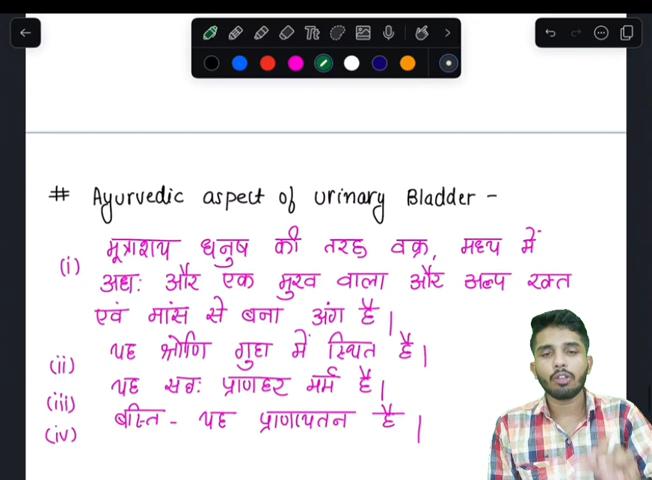 # Ayurvedic aspect of urinary Bladder -
(i) मूत्राशय धनुष की तरह वक्र, मध्य में
अधः और एक मुख वाला और अल्प रक्त
एवं मांस से बना अंग है |
(ii) यह श्रोणि गुहा में स्थित है |
(iii) यह सद्यः प्राणहर मर्म है |
(iv) बस्ति - यह प्राणायतन है |